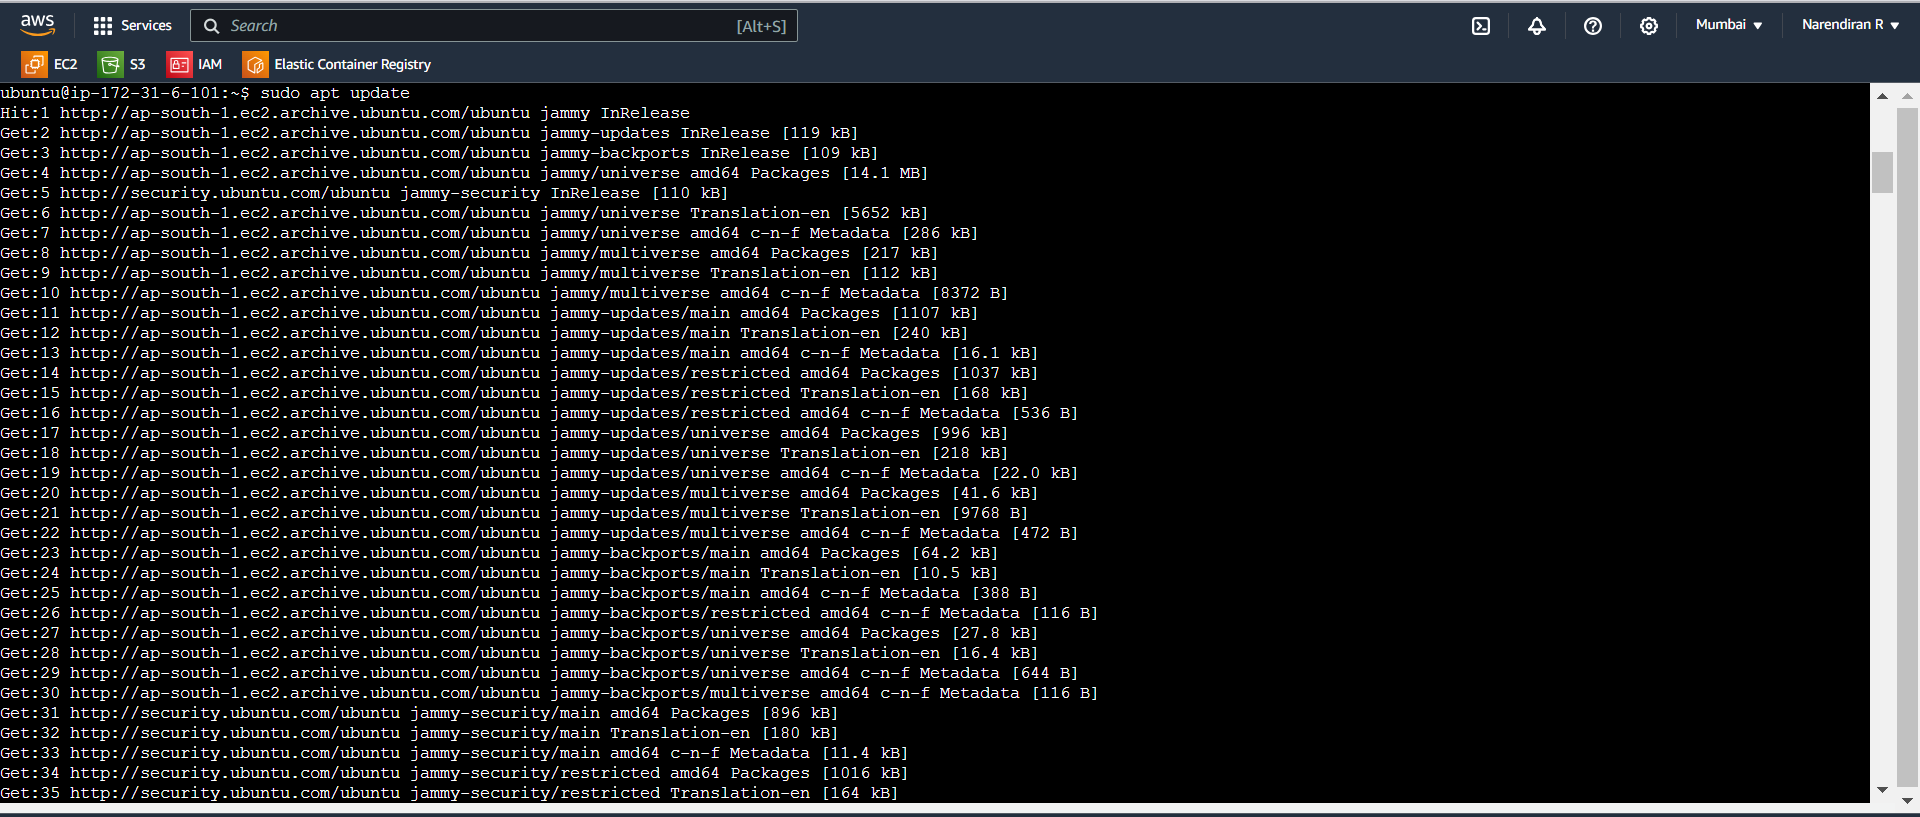 aws Services Search [Alt+S] Mumbai Narendiran R
EC2 S3 IAM Elastic Container Registry
ubuntu@ip-172-31-6-101:~$ sudo apt update
Hit:1 http://ap-south-1.ec2.archive.ubuntu.com/ubuntu jammy InRelease
Get:2 http://ap-south-1.ec2.archive.ubuntu.com/ubuntu jammy-updates InRelease [119 kB]
Get:3 http://ap-south-1.ec2.archive.ubuntu.com/ubuntu jammy-backports InRelease [109 kB]
Get:4 http://ap-south-1.ec2.archive.ubuntu.com/ubuntu jammy/universe amd64 Packages [14.1 MB]
Get:5 http://security.ubuntu.com/ubuntu jammy-security InRelease [110 kB]
Get:6 http://ap-south-1.ec2.archive.ubuntu.com/ubuntu jammy/universe Translation-en [5652 kB]
Get:7 http://ap-south-1.ec2.archive.ubuntu.com/ubuntu jammy/universe amd64 c-n-f Metadata [286 kB]
Get:8 http://ap-south-1.ec2.archive.ubuntu.com/ubuntu jammy/multiverse amd64 Packages [217 kB]
Get:9 http://ap-south-1.ec2.archive.ubuntu.com/ubuntu jammy/multiverse Translation-en [112 kB]
Get:10 http://ap-south-1.ec2.archive.ubuntu.com/ubuntu jammy/multiverse amd64 c-n-f Metadata [8372 B]
Get:11 http://ap-south-1.ec2.archive.ubuntu.com/ubuntu jammy-updates/main amd64 Packages [1107 kB]
Get:12 http://ap-south-1.ec2.archive.ubuntu.com/ubuntu jammy-updates/main Translation-en [240 kB]
Get:13 http://ap-south-1.ec2.archive.ubuntu.com/ubuntu jammy-updates/main amd64 c-n-f Metadata [16.1 kB]
Get:14 http://ap-south-1.ec2.archive.ubuntu.com/ubuntu jammy-updates/restricted amd64 Packages [1037 kB]
Get:15 http://ap-south-1.ec2.archive.ubuntu.com/ubuntu jammy-updates/restricted Translation-en [168 kB]
Get:16 http://ap-south-1.ec2.archive.ubuntu.com/ubuntu jammy-updates/restricted amd64 c-n-f Metadata [536 B]
Get:17 http://ap-south-1.ec2.archive.ubuntu.com/ubuntu jammy-updates/universe amd64 Packages [996 kB]
Get:18 http://ap-south-1.ec2.archive.ubuntu.com/ubuntu jammy-updates/universe Translation-en [218 kB]
Get:19 http://ap-south-1.ec2.archive.ubuntu.com/ubuntu jammy-updates/universe amd64 c-n-f Metadata [22.0 kB]
Get:20 http://ap-south-1.ec2.archive.ubuntu.com/ubuntu jammy-updates/multiverse amd64 Packages [41.6 kB]
Get:21 http://ap-south-1.ec2.archive.ubuntu.com/ubuntu jammy-updates/multiverse Translation-en [9768 B]
Get:22 http://ap-south-1.ec2.archive.ubuntu.com/ubuntu jammy-updates/multiverse amd64 c-n-f Metadata [472 B]
Get:23 http://ap-south-1.ec2.archive.ubuntu.com/ubuntu jammy-backports/main amd64 Packages [64.2 kB]
Get:24 http://ap-south-1.ec2.archive.ubuntu.com/ubuntu jammy-backports/main Translation-en [10.5 kB]
Get:25 http://ap-south-1.ec2.archive.ubuntu.com/ubuntu jammy-backports/main amd64 c-n-f Metadata [388 B]
Get:26 http://ap-south-1.ec2.archive.ubuntu.com/ubuntu jammy-backports/restricted amd64 c-n-f Metadata [116 B]
Get:27 http://ap-south-1.ec2.archive.ubuntu.com/ubuntu jammy-backports/universe amd64 Packages [27.8 kB]
Get:28 http://ap-south-1.ec2.archive.ubuntu.com/ubuntu jammy-backports/universe Translation-en [16.4 kB]
Get:29 http://ap-south-1.ec2.archive.ubuntu.com/ubuntu jammy-backports/universe amd64 c-n-f Metadata [644 B]
Get:30 http://ap-south-1.ec2.archive.ubuntu.com/ubuntu jammy-backports/multiverse amd64 c-n-f Metadata [116 B]
Get:31 http://security.ubuntu.com/ubuntu jammy-security/main amd64 Packages [896 kB]
Get:32 http://security.ubuntu.com/ubuntu jammy-security/main Translation-en [180 kB]
Get:33 http://security.ubuntu.com/ubuntu jammy-security/main amd64 c-n-f Metadata [11.4 kB]
Get:34 http://security.ubuntu.com/ubuntu jammy-security/restricted amd64 Packages [1016 kB]
Get:35 http://security.ubuntu.com/ubuntu jammy-security/restricted Translation-en [164 kB]